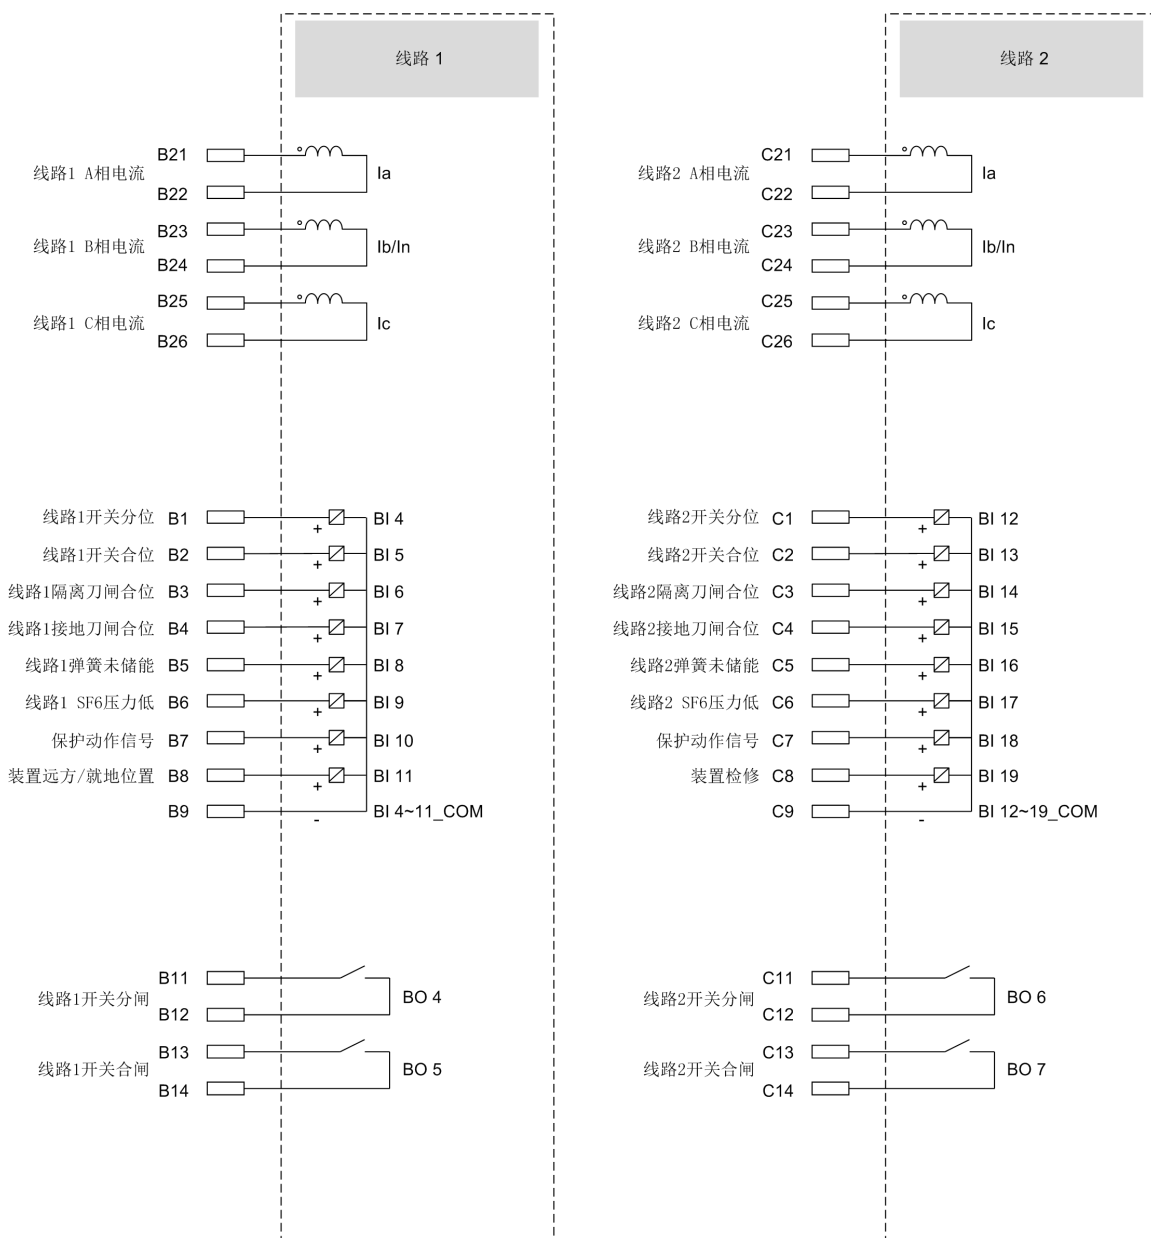 线路 1
B21
线路1 A相电流
Ia
B22
B23
线路1 B相电流
Ib/In
B24
B25
线路1 C相电流
Ic
B26
线路1开关分位 B1 + BI 4
线路1开关合位 B2 + BI 5
线路1隔离刀闸合位 B3 + BI 6
线路1接地刀闸合位 B4 + BI 7
线路1弹簧未储能 B5 + BI 8
线路1 SF6压力低 B6 + BI 9
保护动作信号 B7 + BI 10
装置远方/就地位置 B8 + BI 11
B9 - BI 4~11_COM
B11
线路1开关分闸
BO 4
B12
B13
线路1开关合闸
BO 5
B14
线路 2
C21
线路2 A相电流
Ia
C22
C23
线路2 B相电流
Ib/In
C24
C25
线路2 C相电流
Ic
C26
线路2开关分位 C1 + BI 12
线路2开关合位 C2 + BI 13
线路2隔离刀闸合位 C3 + BI 14
线路2接地刀闸合位 C4 + BI 15
线路2弹簧未储能 C5 + BI 16
线路2 SF6压力低 C6 + BI 17
保护动作信号 C7 + BI 18
装置检修 C8 + BI 19
C9 - BI 12~19_COM
C11
线路2开关分闸
BO 6
C12
C13
线路2开关合闸
BO 7
C14